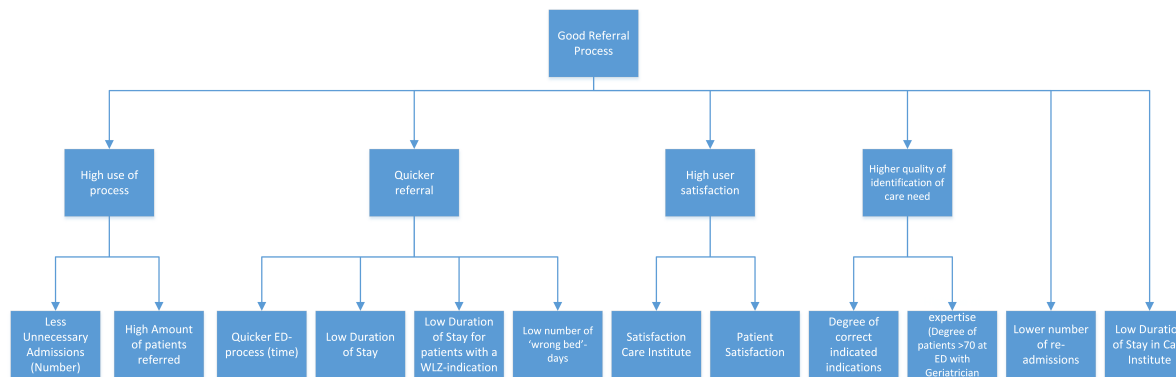 Good Referral
Process
High use of
process
Quicker
referral
High user
satisfaction
Higher quality of
identification of
care need
Less
Unnecessary
Admissions
(Number)
High Amount
of patients
referred
Quicker ED-
process (time)
Low Duration
of Stay
Low Duration
of Stay for
patients with a
WLZ-indication
Low number of
'wrong bed'-
days
Satisfaction
Care Institute
Patient
Satisfaction
Degree of
correct
indicated
indications
expertise
(Degree of
patients >70 at
ED with
Geriatrician
Lower number
of re-
admissions
Low Duration
of Stay in
Institute